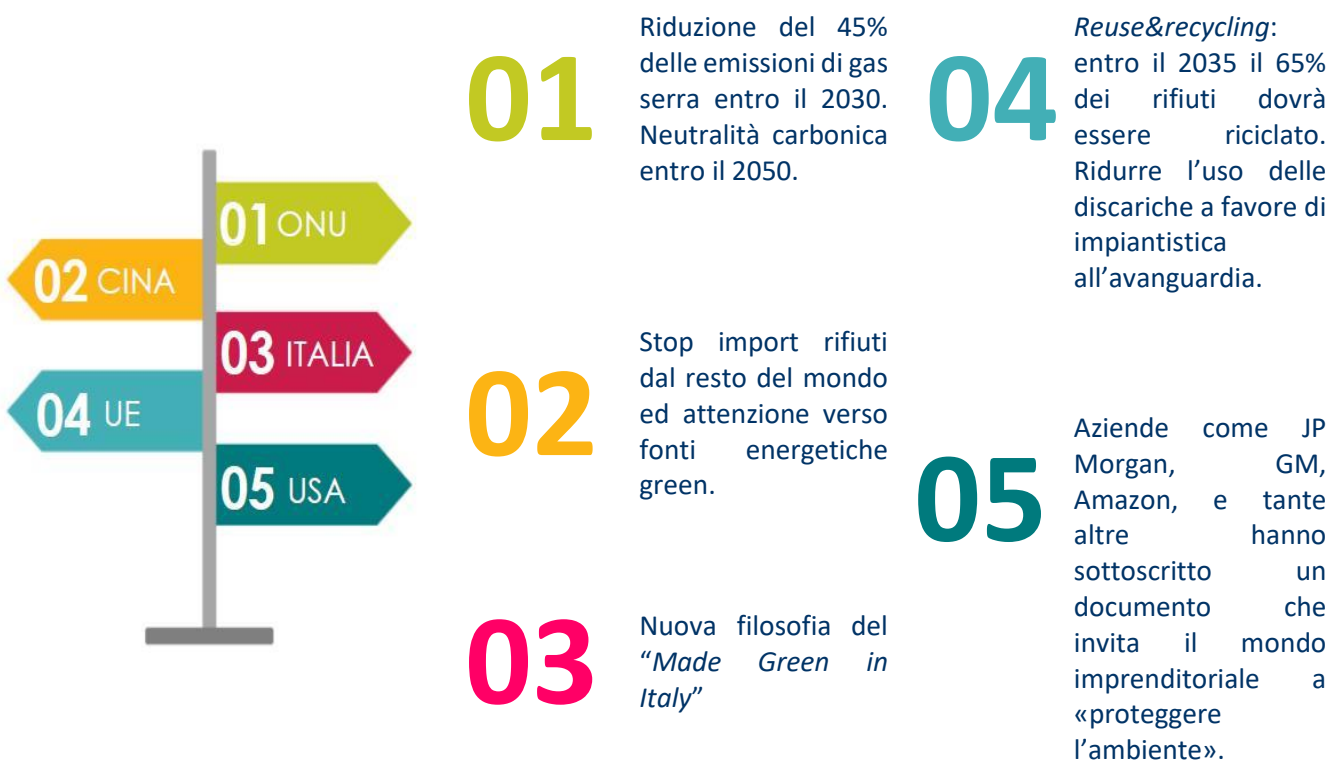 01 ONU
02 CINA
03 ITALIA
04 UE
05 USA
01
Riduzione del 45%
delle emissioni di gas
serra entro il 2030.
Neutralità carbonica
entro il 2050.
02
Stop import rifiuti
dal resto del mondo
ed attenzione verso
fonti energetiche
green.
03
Nuova filosofia del
“Made Green in
Italy”
04
Reuse&recycling:
entro il 2035 il 65%
dei rifiuti dovrà
essere riciclato.
Ridurre l’uso delle
discariche a favore di
impiantistica
all’avanguardia.
05
Aziende come JP
Morgan, GM,
Amazon, e tante
altre hanno
sottoscritto un
documento che
invita il mondo
imprenditoriale a
«proteggere
l’ambiente».